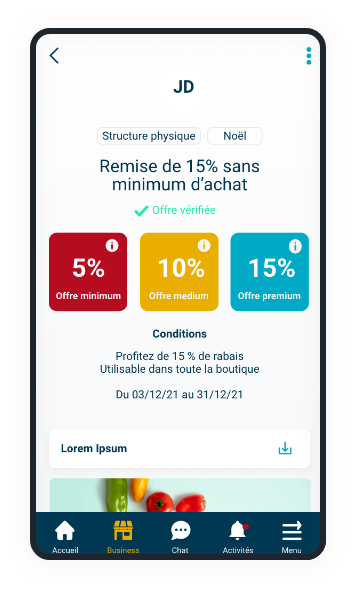 JD
Structure physique
Noël
Remise de 15% sans
minimum d'achat
Offre vérifiée
5%
Offre minimum
10%
Offre medium
15%
Offre premium
Conditions
Profitez de 15 % de rabais
Utilisable dans toute la boutique
Du 03/12/21 au 31/12/21
Lorem Ipsum
Accueil
Business
Chat
Activités
Menu